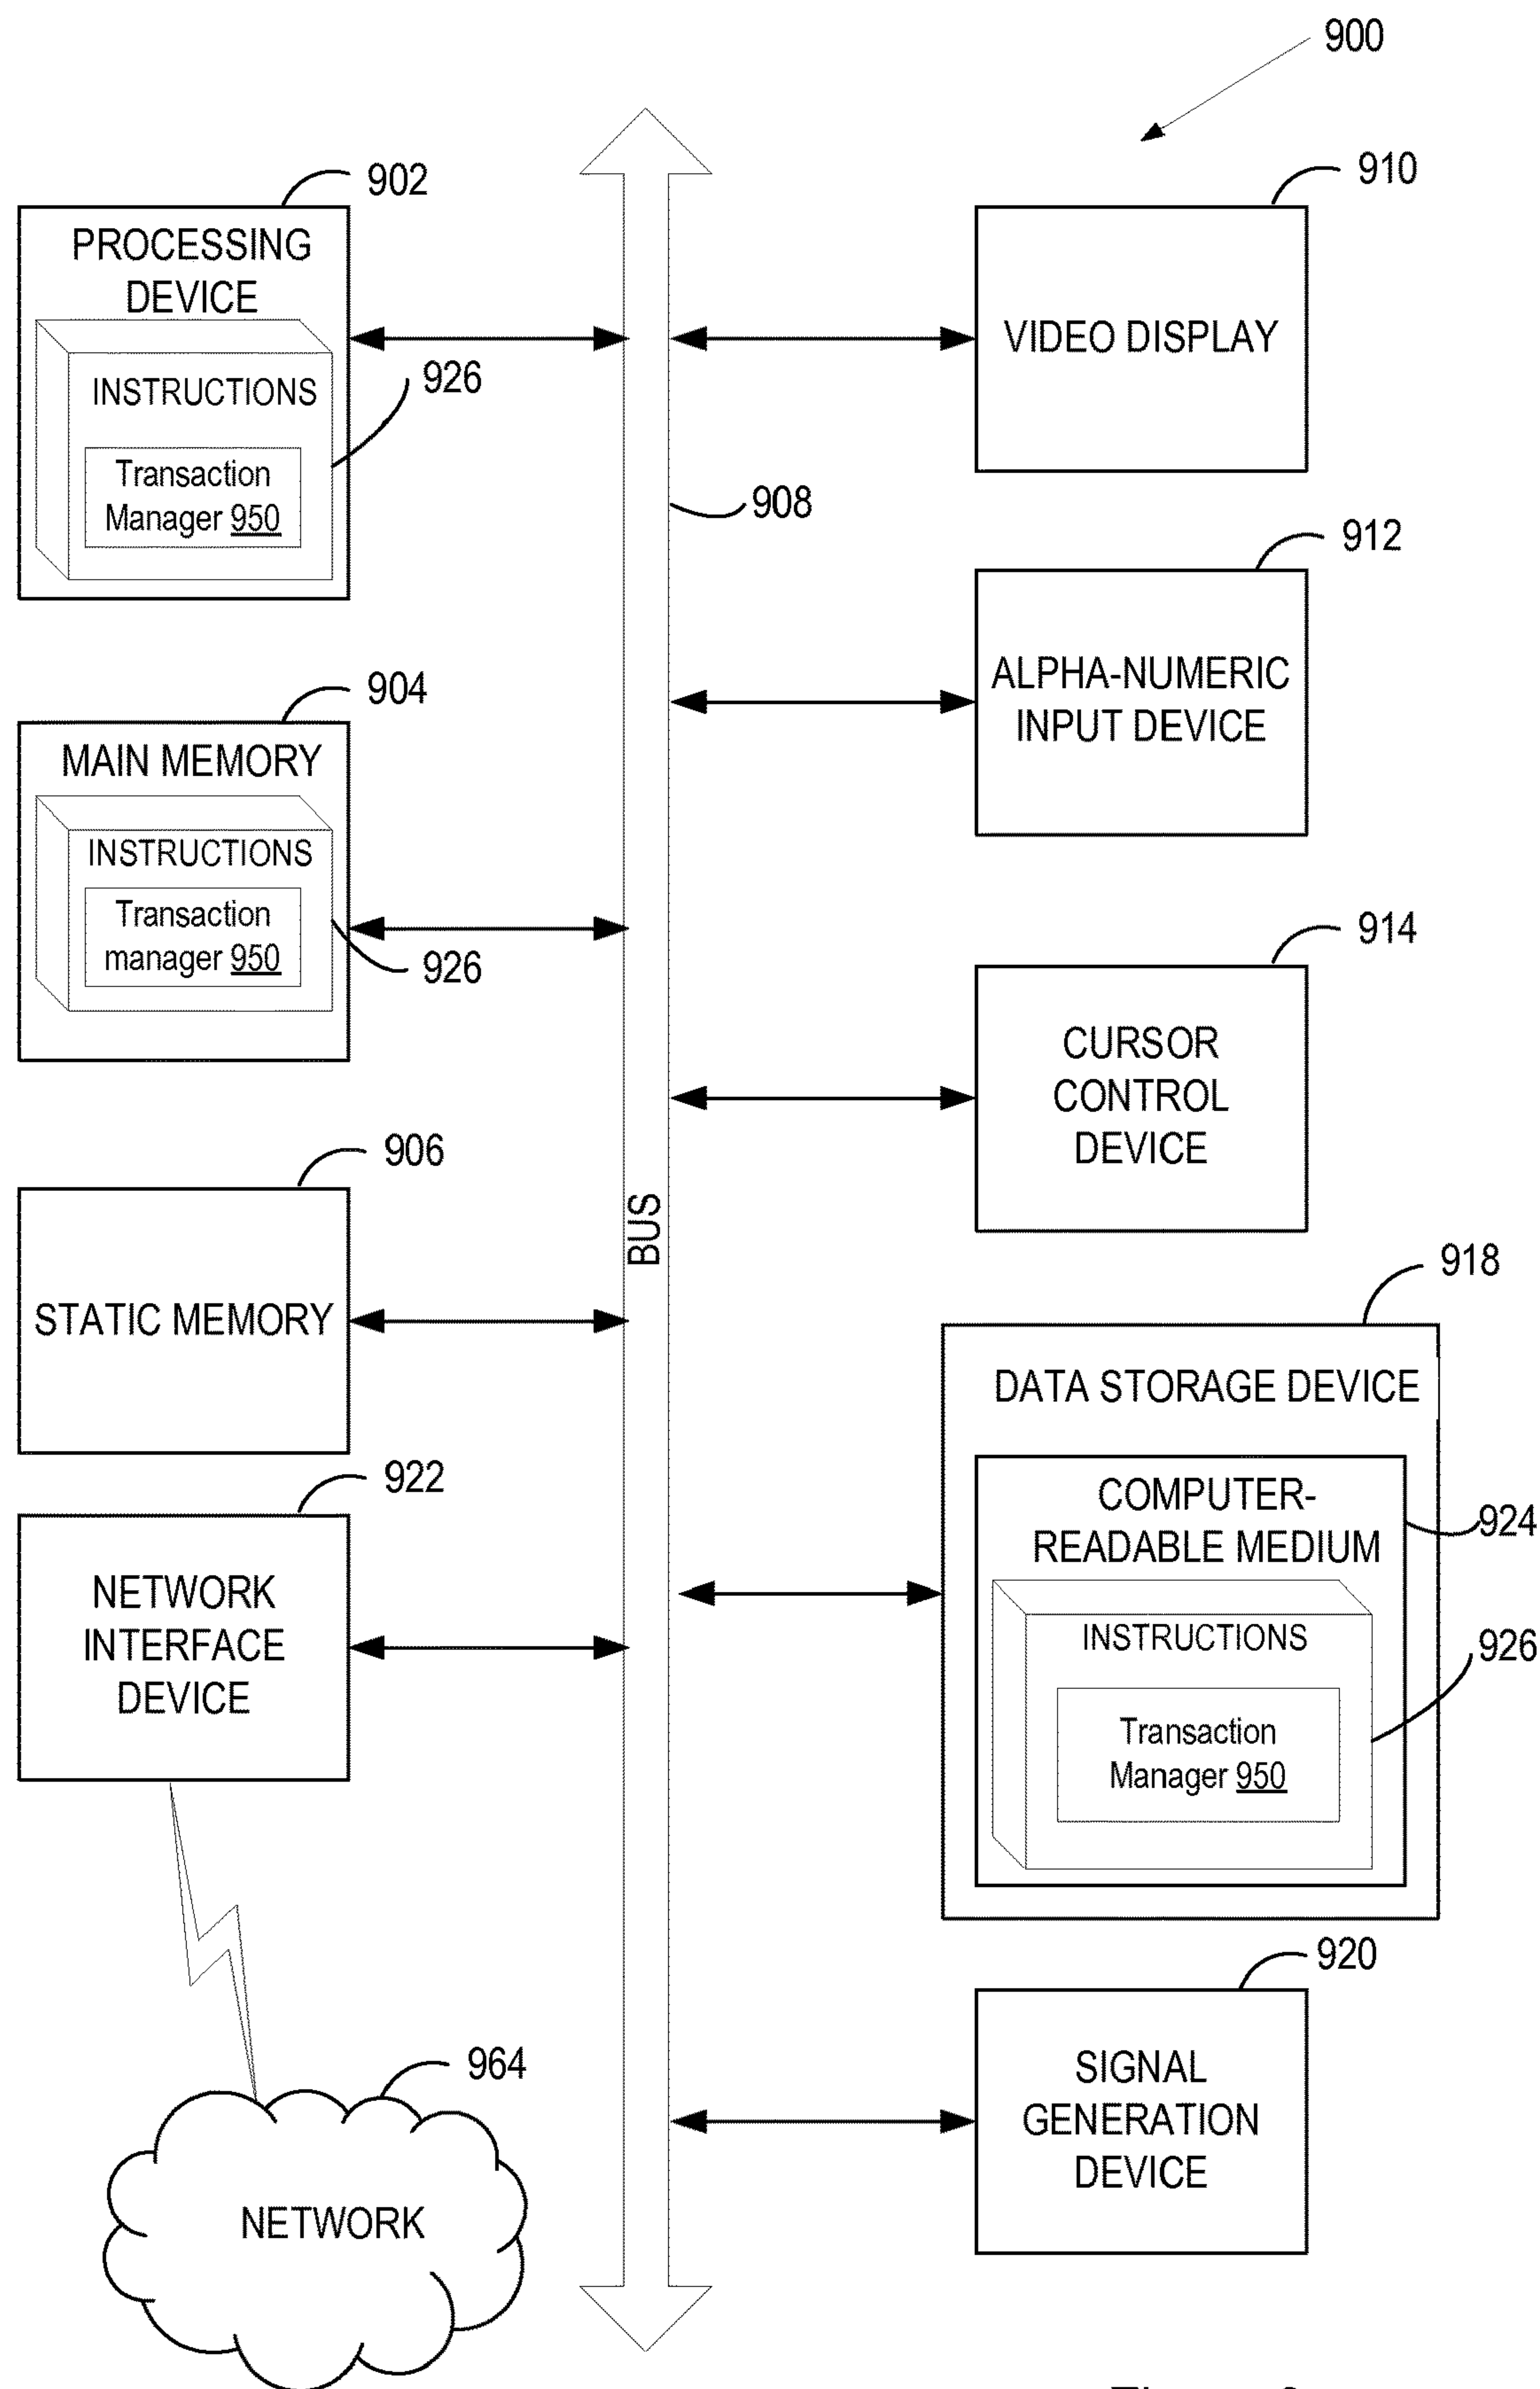 900
902
PROCESSING
DEVICE
INSTRUCTIONS
926
Transaction
Manager 950
904
MAIN MEMORY
INSTRUCTIONS
Transaction
manager 950
926
906
STATIC MEMORY
922
NETWORK
INTERFACE
DEVICE
964
NETWORK
908
BUS
910
VIDEO DISPLAY
912
ALPHA-NUMERIC
INPUT DEVICE
914
CURSOR
CONTROL
DEVICE
918
DATA STORAGE DEVICE
COMPUTER-
READABLE MEDIUM
924
INSTRUCTIONS
926
Transaction
Manager 950
920
SIGNAL
GENERATION
DEVICE